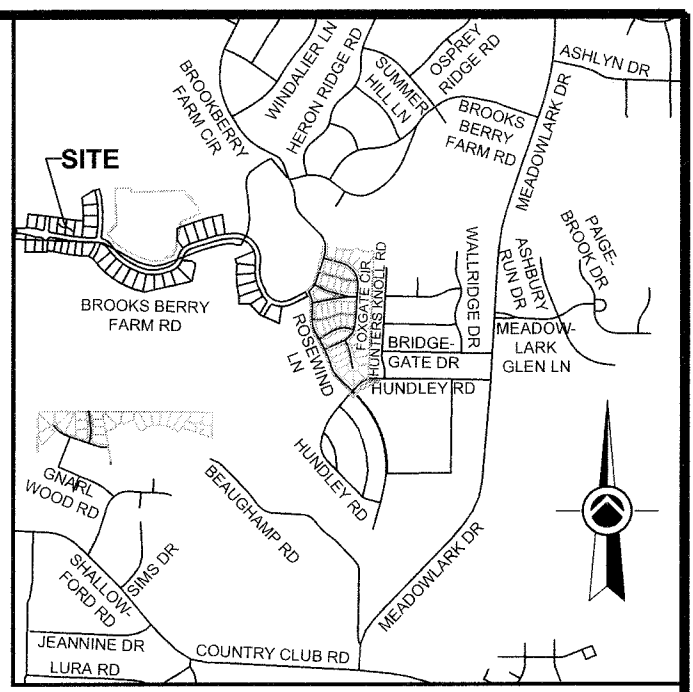 WINDALIER LN
HERON RIDGE RD
OSPREY
RIDGE RD
SUMMER
HILL LN
ASHLYN DR
BROOKBERRY
FARM CIR
BROOKS
BERRY
FARM RD
MEADOWLARK DR
SITE
PAIGE-
BROOK DR
ASHBURY
RUN DR
WALLRIDGE DR
HUNTERS KNOLL RD
FOXGATE CIR
ROSEWIND
LN
BROOKS BERRY
FARM RD
BRIDGE-
GATE DR
MEADOW-
LARK
GLEN LN
HUNDLEY RD
HUNDLEY RD
GNARL
WOOD RD
BEAUGHAMP RD
MEADOWLARK DR
SIMS DR
SHALLOW-
FORD RD
JEANNINE DR
LURA RD
COUNTRY CLUB RD